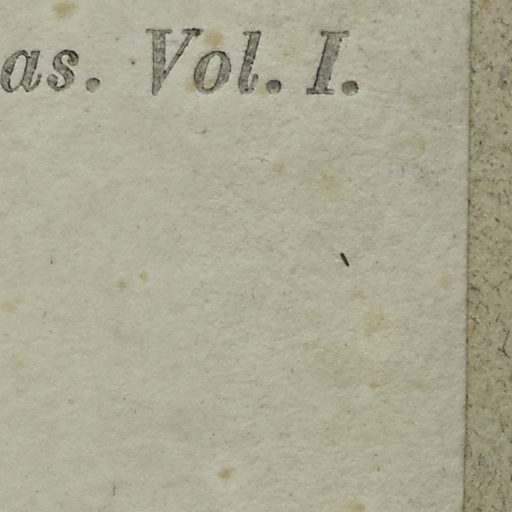 as. Vol. I.